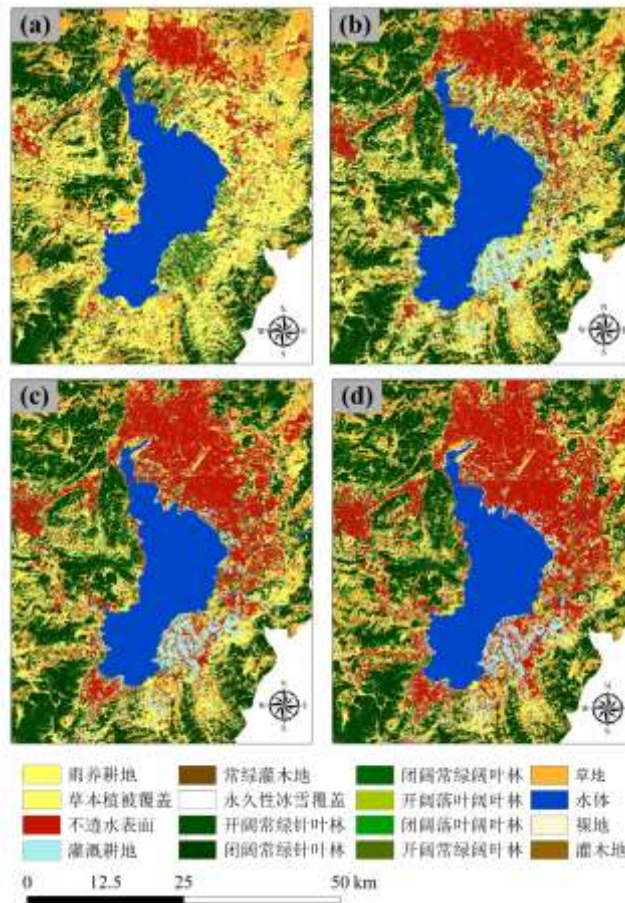 (a)
(b)
(c)
(d)
雨养耕地
常绿灌木地
闭阔常绿阔叶林
草地
草本植被覆盖
永久性冰雪覆盖
开阔落叶阔叶林
水体
不透水表面
开阔常绿针叶林
闭阔落叶阔叶林
裸地
灌溉耕地
闭阔常绿针叶林
开阔常绿阔叶林
灌木地
0 12.5 25 50 km